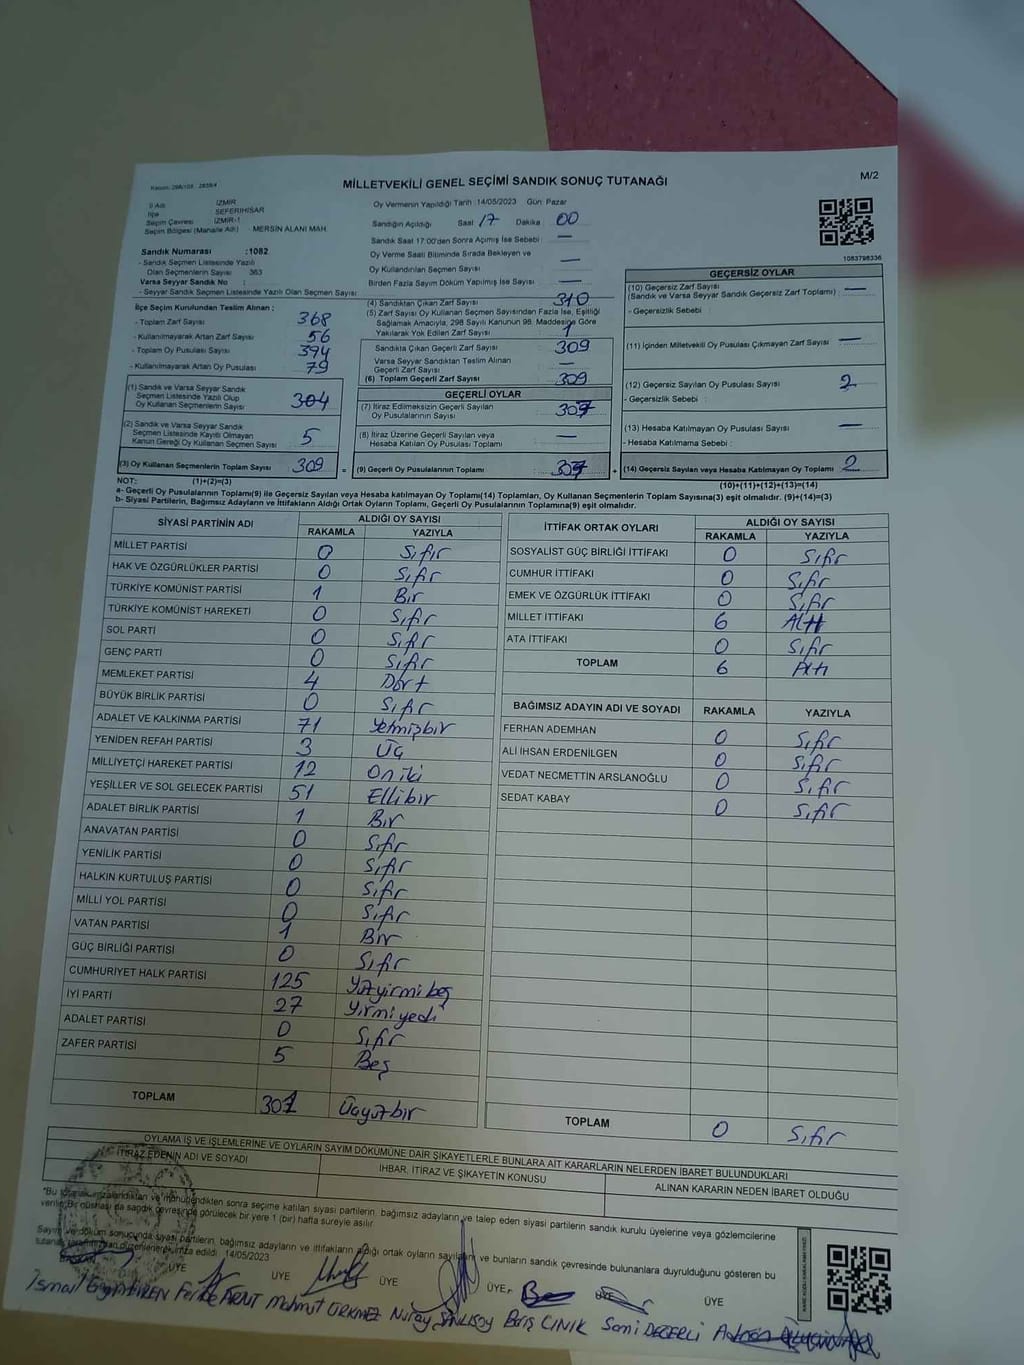 MİLLETVEKİLİ GENEL SEÇİMİ SANDIK SONUÇ TUTANAĞI
M/2
İl Adı İZMİR
İlçe SEFERİHİSAR
Seçim Çevresi İZMİR-1
Seçim Bölgesi (Mahalle Adı) - MERSİN ALANI MAH.
Oy Vermenin Yapıldığı Tarih :14/05/2023 Gün: Pazar
Sandığın Açıldığı Saat 17 Dakika : 00
Sandık Saat 17:00'den Sonra Açımış İse Sebebi : —
Oy Verme Saati Bitiminde Sırada Bekleyen ve
Oy Kullandırılan Seçmen Sayısı : —
Birden Fazla Sayım Döküm Yapılmış İse Sayısı : —
1083798336
Sandık Numarası :1082
- Sandık Seçmen Listesinde Yazılı
Olan Seçmenlerin Sayısı 363
Varsa Seyyar Sandık No :
- Seyyar Sandık Seçmen Listesinde Yazılı Olan Seçmen Sayısı:
İlçe Seçim Kurulundan Teslim Alınan :
- Toplam Zarf Sayısı 368
- Kullanılmayarak Artan Zarf Sayısı : 56
- Toplam Oy Pusulası Sayısı : 394
- Kullanılmayarak Artan Oy Pusulası : 79
(1) Sandık ve Varsa Seyyar Sandık
Seçmen Listesinde Yazılı Olup
Oy Kullanan Seçmenlerin Sayısı 304
(2) Sandık ve Varsa Seyyar Sandık
Seçmen Listesinde Kayıtlı Olmayan
Kanun Gereği Oy Kullanan Seçmen Sayısı : 5
(3) Oy Kullanan Seçmenlerin Toplam Sayısı 309 =
(4) Sandıktan Çıkan Zarf Sayısı : 310
(5) Zarf Sayısı Oy Kullanan Seçmen Sayısından Fazla İse, Eşitliği
Sağlamak Amacıyla, 298 Sayılı Kanunun 98. Maddesine Göre
Yakılarak Yok Edilen Zarf Sayısı : 1
Sandıkta Çıkan Geçerli Zarf Sayısı 309
Varsa Seyyar Sandıktan Teslim Alınan
Geçerli Zarf Sayısı : —
(6) Toplam Geçerli Zarf Sayısı : 309
GEÇERLİ OYLAR
(7) İtiraz Edilmeksizin Geçerli Sayılan
Oy Pusulalarının Sayısı : 307
(8) İtiraz Üzerine Geçerli Sayılan veya
Hesaba Katılan Oy Pusulası Toplamı : —
(9) Geçerli Oy Pusulalarının Toplamı : 307 +
GEÇERSİZ OYLAR
(10) Geçersiz Zarf Sayısı
(Sandık ve Varsa Seyyar Sandık Geçersiz Zarf Toplamı) : —
- Geçersizlik Sebebi :
(11) İçinden Milletvekili Oy Pusulası Çıkmayan Zarf Sayısı : —
(12) Geçersiz Sayılan Oy Pusulası Sayısı : 2
- Geçersizlik Sebebi :
(13) Hesaba Katılmayan Oy Pusulası Sayısı : —
- Hesaba Katılmama Sebebi :
(14) Geçersiz Sayılan veya Hesaba Katılmayan Oy Toplamı : 2
NOT: (1)+(2)=(3)
(10)+(11)+(12)+(13)=(14)
a- Geçerli Oy Pusulasının Toplamı(9) ile Geçersiz Sayılan veya Hesaba katılmayan Oy Toplamı(14) Toplamları, Oy Kullanan Seçmenlerin Toplam Sayısına(3) eşit olmalıdır. (9)+(14)=(3)
b- Siyasi Partilerin, Bağımsız Adayların ve İttifakların Aldığı Oyların Toplamı, Geçerli Oy Pusulalarının Toplamına(9) eşit olmalıdır.
SİYASİ PARTİNİN ADI ALDIĞI OY SAYISI
RAKAMLA YAZIYLA
MİLLET PARTİSİ 0 Sıfır
HAK VE ÖZGÜRLÜKLER PARTİSİ 0 Sıfır
TÜRKİYE KOMÜNİST PARTİSİ 1 Bir
TÜRKİYE KOMÜNİST HAREKETİ 0 Sıfır
SOL PARTİ 0 Sıfır
GENÇ PARTİ 0 Sıfır
MEMLEKET PARTİSİ 4 Dört
BÜYÜK BİRLİK PARTİSİ 0 Sıfır
ADALET VE KALKINMA PARTİSİ 71 Yetmişbir
YENİDEN REFAH PARTİSİ 3 Üç
MİLLİYETÇİ HAREKET PARTİSİ 12 Oniki
YEŞİLLER VE SOL GELECEK PARTİSİ 51 Ellibir
ADALET BİRLİK PARTİSİ 1 Bir
ANAVATAN PARTİSİ 0 Sıfır
YENİLİK PARTİSİ 0 Sıfır
HALKIN KURTULUŞ PARTİSİ 0 Sıfır
MİLLİ YOL PARTİSİ 0 Sıfır
VATAN PARTİSİ 1 Bir
GÜÇ BİRLİĞİ PARTİSİ 0 Sıfır
CUMHURİYET HALK PARTİSİ 125 Yüzyirmibeş
İYİ PARTİ 27 Yirmiyedi
ADALET PARTİSİ 0 Sıfır
ZAFER PARTİSİ 5 Beş
TOPLAM 301 Üçyüzbir
İTTİFAK ORTAK OYLARI ALDIĞI OY SAYISI
RAKAMLA YAZIYLA
SOSYALİST GÜÇ BİRLİĞİ İTTİFAKI 0 Sıfır
CUMHUR İTTİFAKI 0 Sıfır
EMEK VE ÖZGÜRLÜK İTTİFAKI 0 Sıfır
MİLLET İTTİFAKI 6 Altı
ATA İTTİFAKI 0 Sıfır
TOPLAM 6 Altı
BAĞIMSIZ ADAYIN ADI VE SOYADI RAKAMLA YAZIYLA
FERHAN ADEMHAN 0 Sıfır
ALİ İHSAN ERDENİLGEN 0 Sıfır
VEDAT NECMETTİN ARSLANOĞLU 0 Sıfır
SEDAT KABAY 0 Sıfır
TOPLAM 0 Sıfır
OYLAMA İŞ VE İŞLEMLERİNE VE OYLARIN SAYIM DÖKÜMÜNE DAİR ŞİKAYETLERLE BUNLARA AİT KARARLARIN NELERDEN İBARET BULUNDUKLARI
İTİRAZ EDENİN ADI VE SOYADI
İHBAR, İTİRAZ VE ŞİKAYETİN KONUSU
ALINAN KARARIN NEDEN İBARET OLDUĞU
"Bu tutanak imzalandıktan ve mühürlendikten sonra seçime katılan siyasi partilerin, bağımsız adayların ve talep eden siyasi partilerin sandık kurulu üyelerine veya gözlemcilerine
verilir. Bir nüshası da sandık çevresinde görülecek bir yere 1 (bir) hafta süreyle asılır.
Sayım ve döküm sonucunda siyasi partilerin, bağımsız adayların ve ittifakların aldığı ortak oyların sayıları ve bunların sandık çevresinde bulunanlara duyrulduğunu gösteren bu
tutanak tarafımızdan düzenlenerek imza edildi. 14/05/2023
BAŞKAN ÜYE ÜYE ÜYE ÜYE ÜYE ÜYE
İsmail Mahmut ÜRKMEZ Nuray Barış CINIK Sami DEĞERLİ